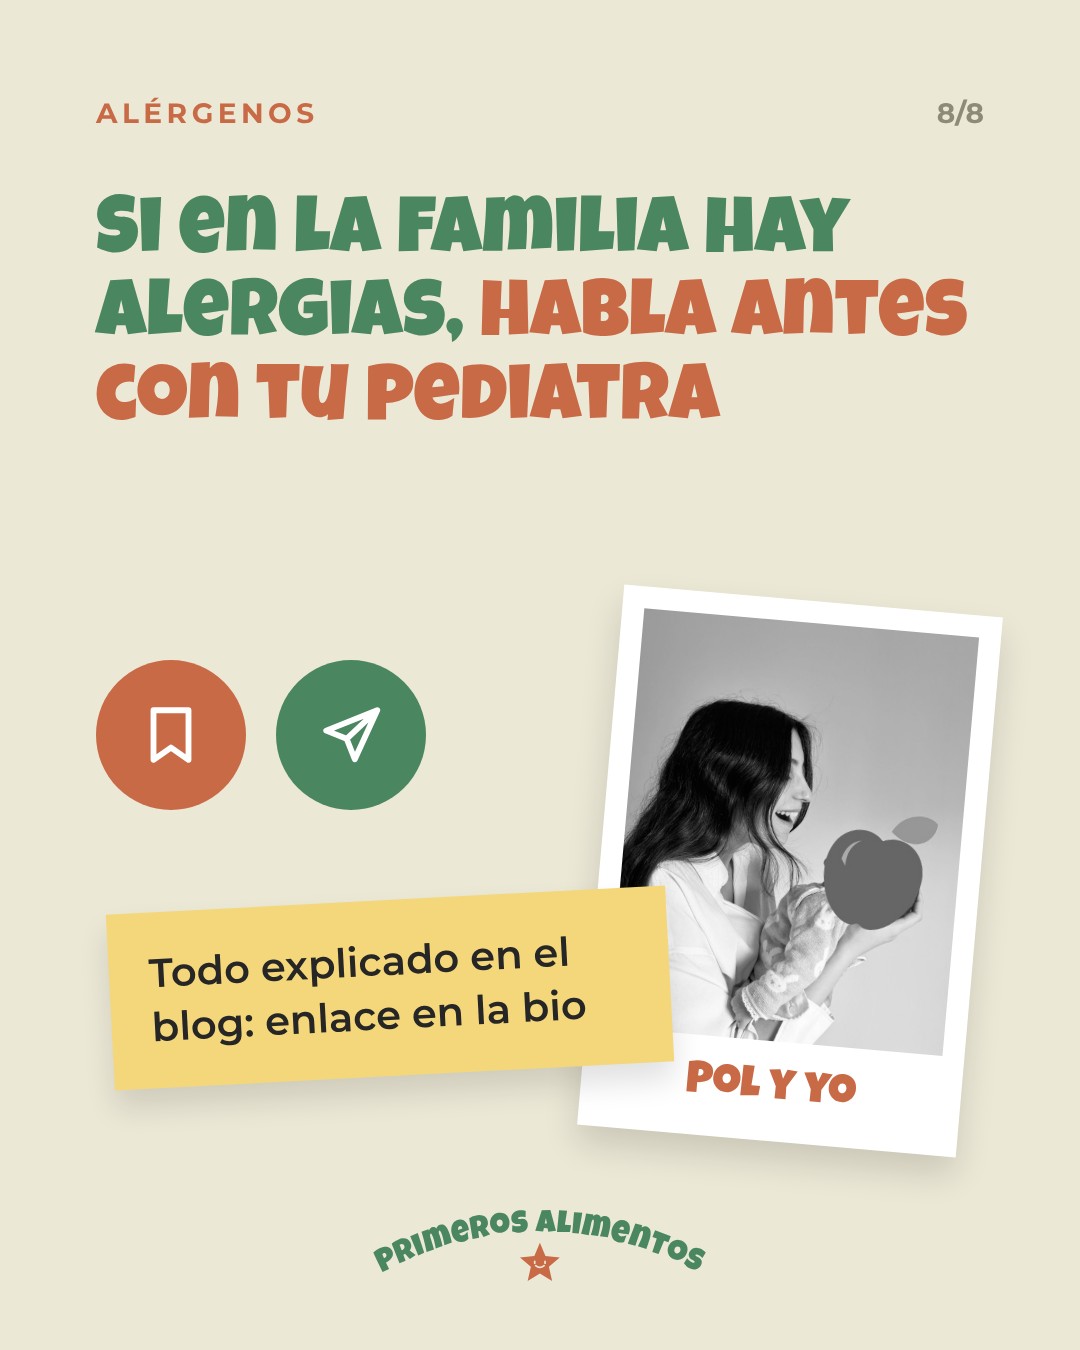 ALÉRGENOS
8/8
SI en LA FAMILIA HAY
ALERGIAS, HABLA ANTES
CON TU PEDIATRA
Todo explicado en el
blog: enlace en la bio
POL Y YO
PRIMEROS ALIMENTOS